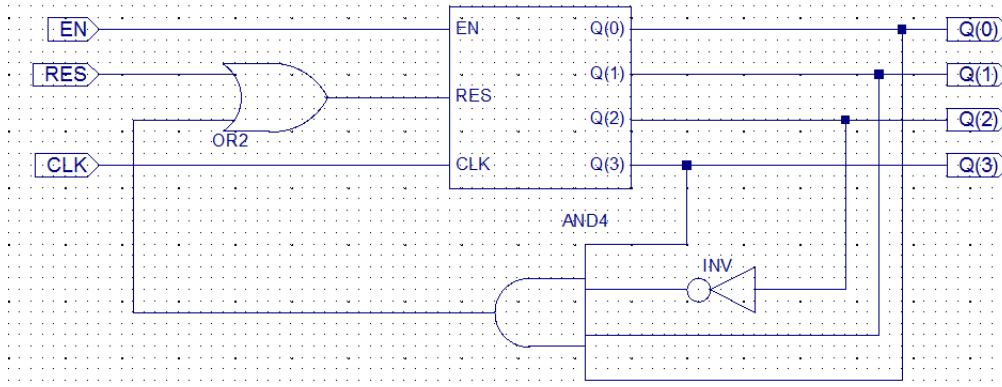 EN EN Q(0) Q(0)
RES RES Q(1) Q(1)
OR2 Q(2) Q(2)
CLK CLK Q(3) Q(3)
AND4
INV